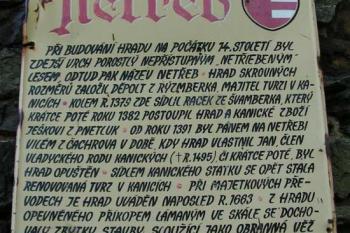 Netřeb
PŘI BUDOVÁNÍ HRADU NA POČÁTKU 14. STOLETÍ BYL
ZDEJŠÍ VRCH POROSTLÝ NEPŘÍSTUPNÝM „NETŘEBENÝM"
LESEM, ODTUD PAK NÁZEV NETŘEB • HRAD SKROVNÝCH
ROZMĚRŮ ZALOŽIL DĚPOLT Z RÝZMBERKA, MAJITEL TVRZI V KA-
NICÍCH • KOLEM R. 1379 ZDE SÍDLIL RACEK ZE ŠVAMBERKA, KTERÝ
KRÁTCE POTÉ ROKU 1382 POSTOUPIL HRAD A KANICKÉ ZBOŽÍ
JEŠKOVI Z PNĚTLUK • OD ROKU 1391 BYL PÁNEM NA NETŘEBI
VILÉM Z ČACHROVA V DOBĚ, KDY HRAD VLASTNIL JAN, ČLEN
VLADYCKÉHO RODU KANICKÝCH († R. 1495), ČI KRÁTCE POTÉ, BYL
HRAD OPUŠTĚN • SÍDLEM KANICKÉHO STATKU SE OPĚT STALA
RENOVOVANÁ TVRZ V KANICÍCH • PŘI MAJETKOVÝCH PŘE-
VODECH JE HRAD UVÁDĚN NAPOSLED R. 1663 • Z HRADU
OPEVNĚNÉHO PŘÍKOPEM LÁMANÝM VE SKÁLE SE DOCHO-
VALY ZBYTKY STAVBY SLOUŽÍCÍ JAKO OBRANNÁ VĚŽ